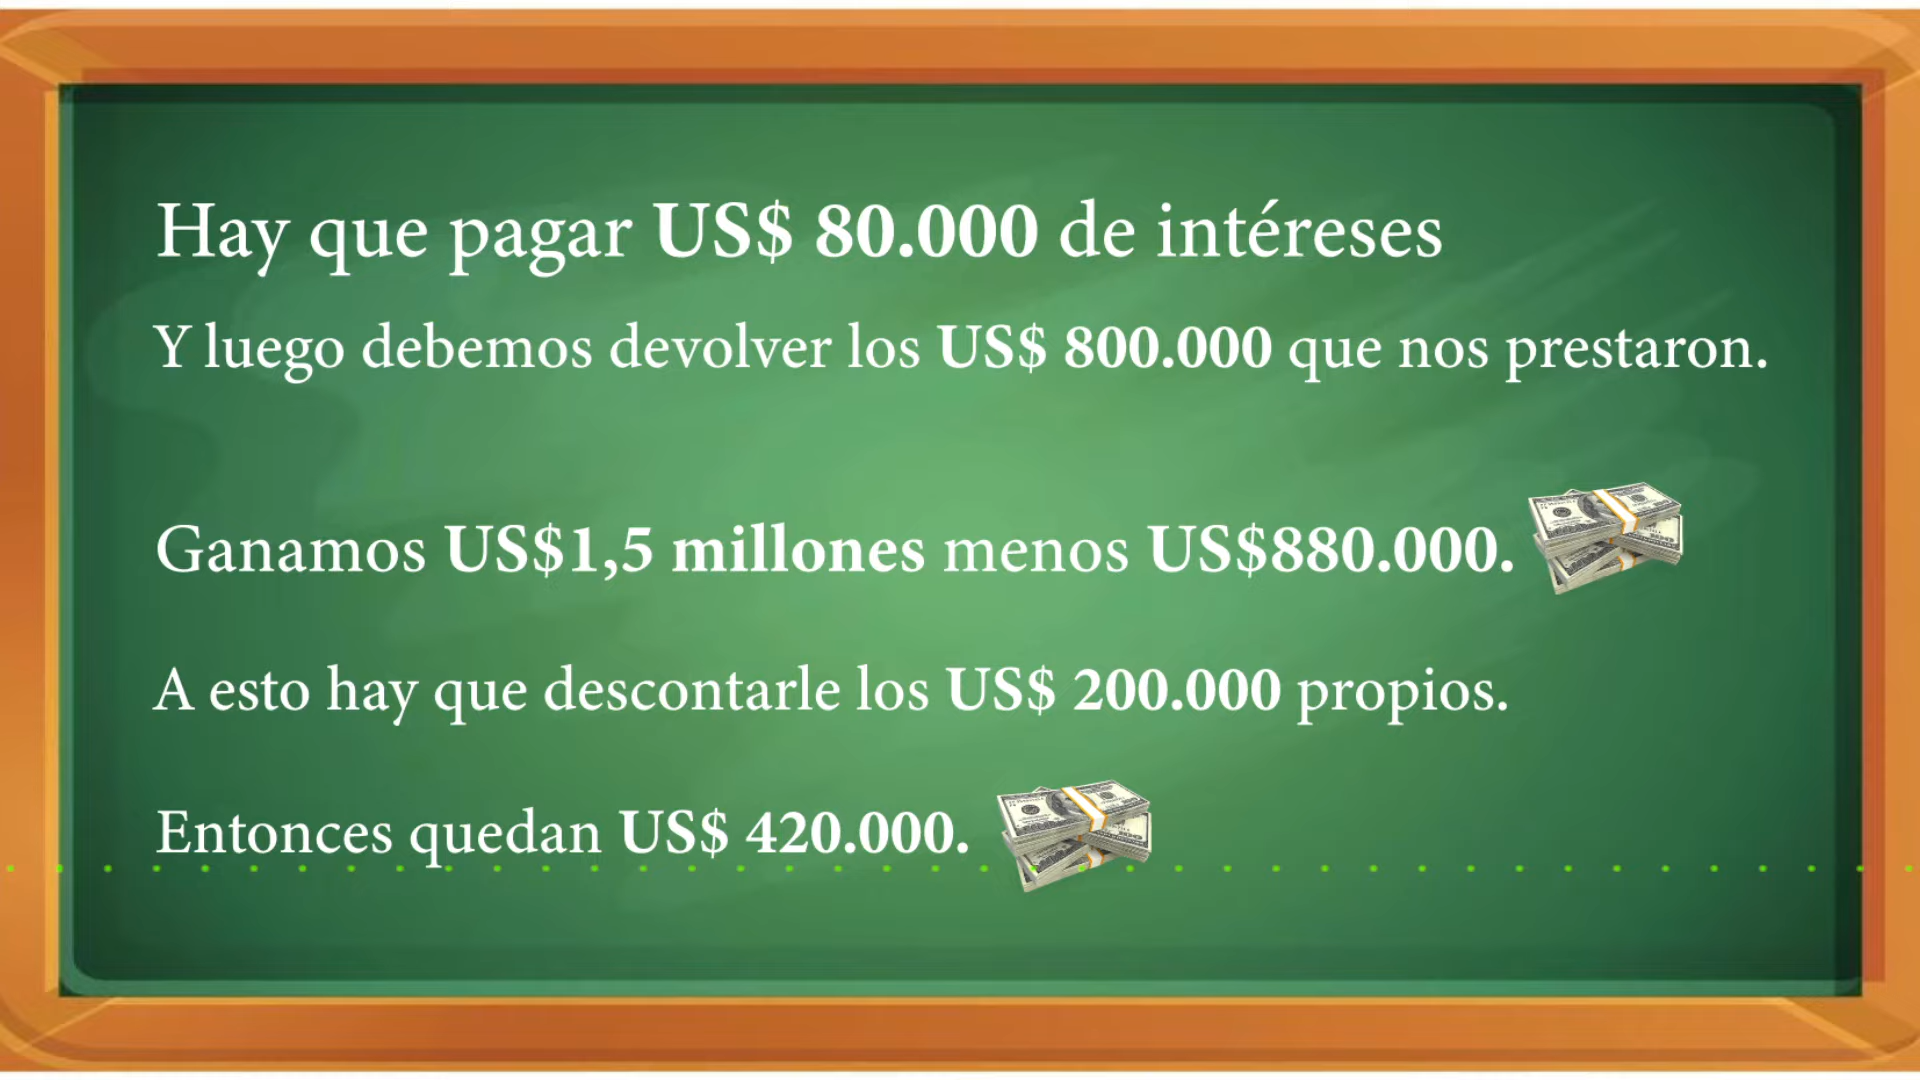 Hay que pagar US$ 80.000 de intéreses
Y luego debemos devolver los US$ 800.000 que nos prestaron.
Ganamos US$1,5 millones menos US$880.000.
A esto hay que descontarle los US$ 200.000 propios.
Entonces quedan US$ 420.000.